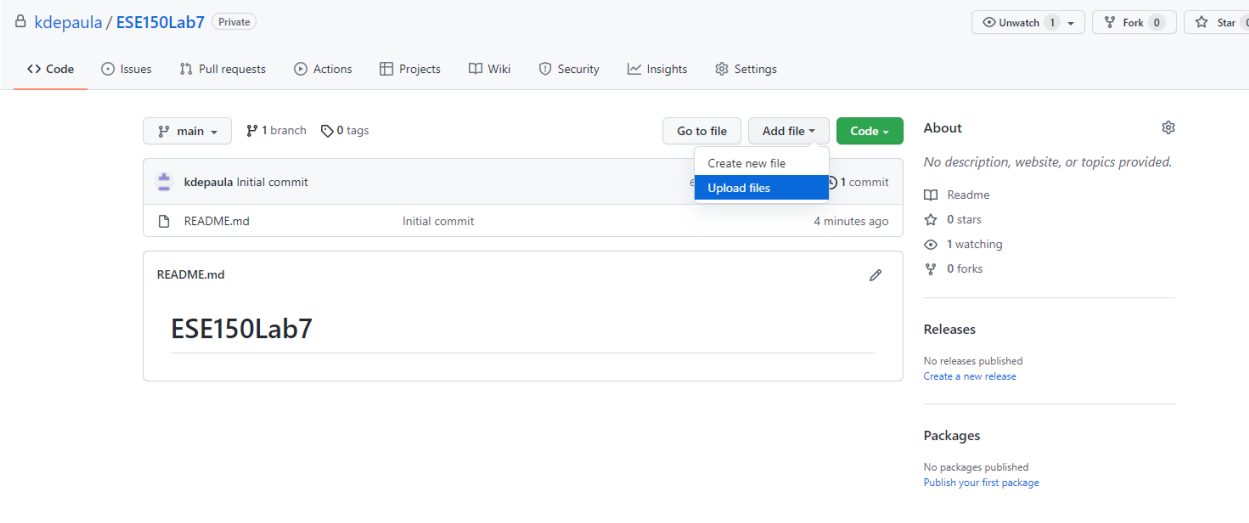 kdepaula / ESE150Lab7 Private
Unwatch 1 Fork 0 Star
Code Issues Pull requests Actions Projects Wiki Security Insights Settings
main 1 branch 0 tags Go to file Add file Code
Create new file
Upload files
kdepaula Initial commit 1 commit
README.md Initial commit 4 minutes ago
README.md
ESE150Lab7
About
No description, website, or topics provided.
Readme
0 stars
1 watching
0 forks
Releases
No releases published
Create a new release
Packages
No packages published
Publish your first package